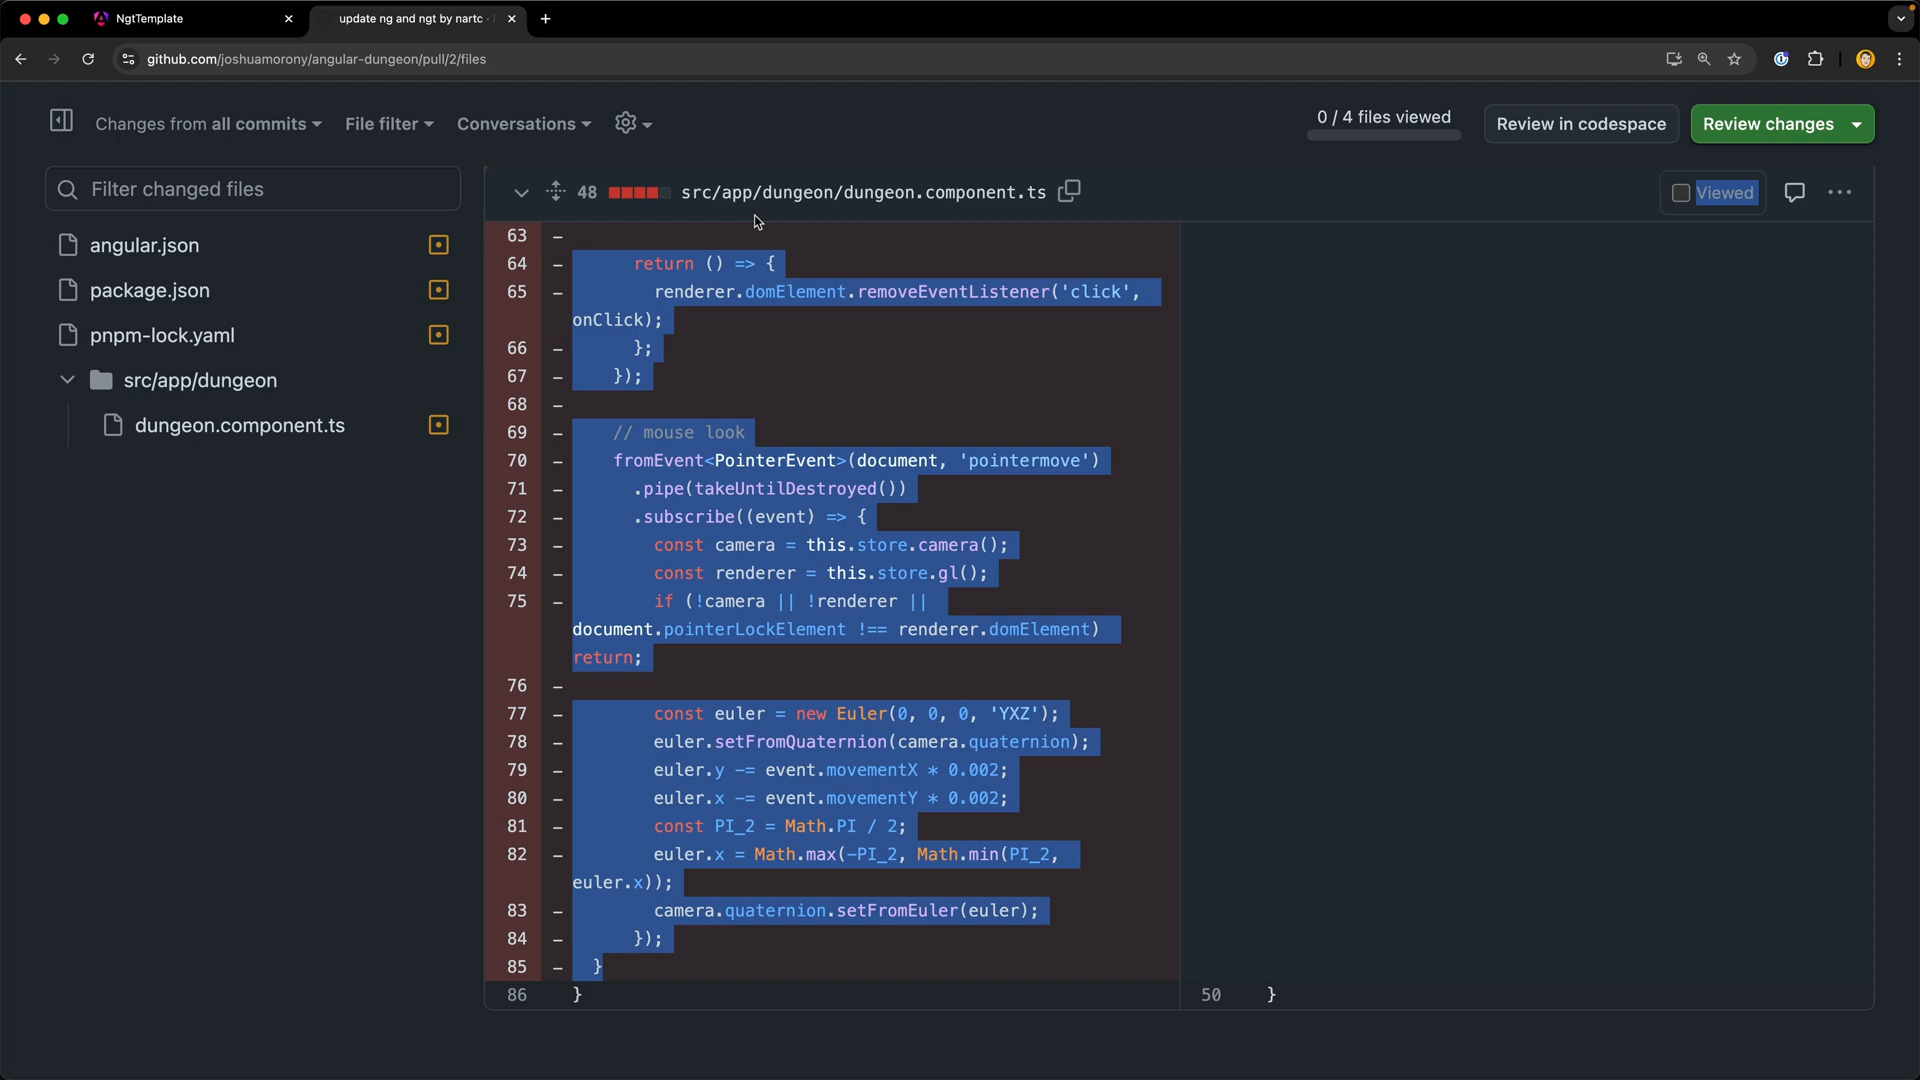 NgtTemplate
update ng and ngt by nartc ·
github.com/joshuamorony/angular-dungeon/pull/2/files
Changes from all commits
File filter
Conversations
0 / 4 files viewed
Review in codespace
Review changes
Filter changed files
angular.json
package.json
pnpm-lock.yaml
src/app/dungeon
dungeon.component.ts
48 src/app/dungeon/dungeon.component.ts
Viewed
63 -
64 - return () => {
65 - renderer.domElement.removeEventListener('click',
onClick);
66 - };
67 - });
68 -
69 - // mouse look
70 - fromEvent<PointerEvent>(document, 'pointermove')
71 - .pipe(takeUntilDestroyed())
72 - .subscribe((event) => {
73 - const camera = this.store.camera();
74 - const renderer = this.store.gl();
75 - if (!camera || !renderer ||
document.pointerLockElement !== renderer.domElement)
return;
76 -
77 - const euler = new Euler(0, 0, 0, 'YXZ');
78 - euler.setFromQuaternion(camera.quaternion);
79 - euler.y -= event.movementX * 0.002;
80 - euler.x -= event.movementY * 0.002;
81 - const PI_2 = Math.PI / 2;
82 - euler.x = Math.max(-PI_2, Math.min(PI_2,
euler.x));
83 - camera.quaternion.setFromEuler(euler);
84 - });
85 - }
86 }
50 }